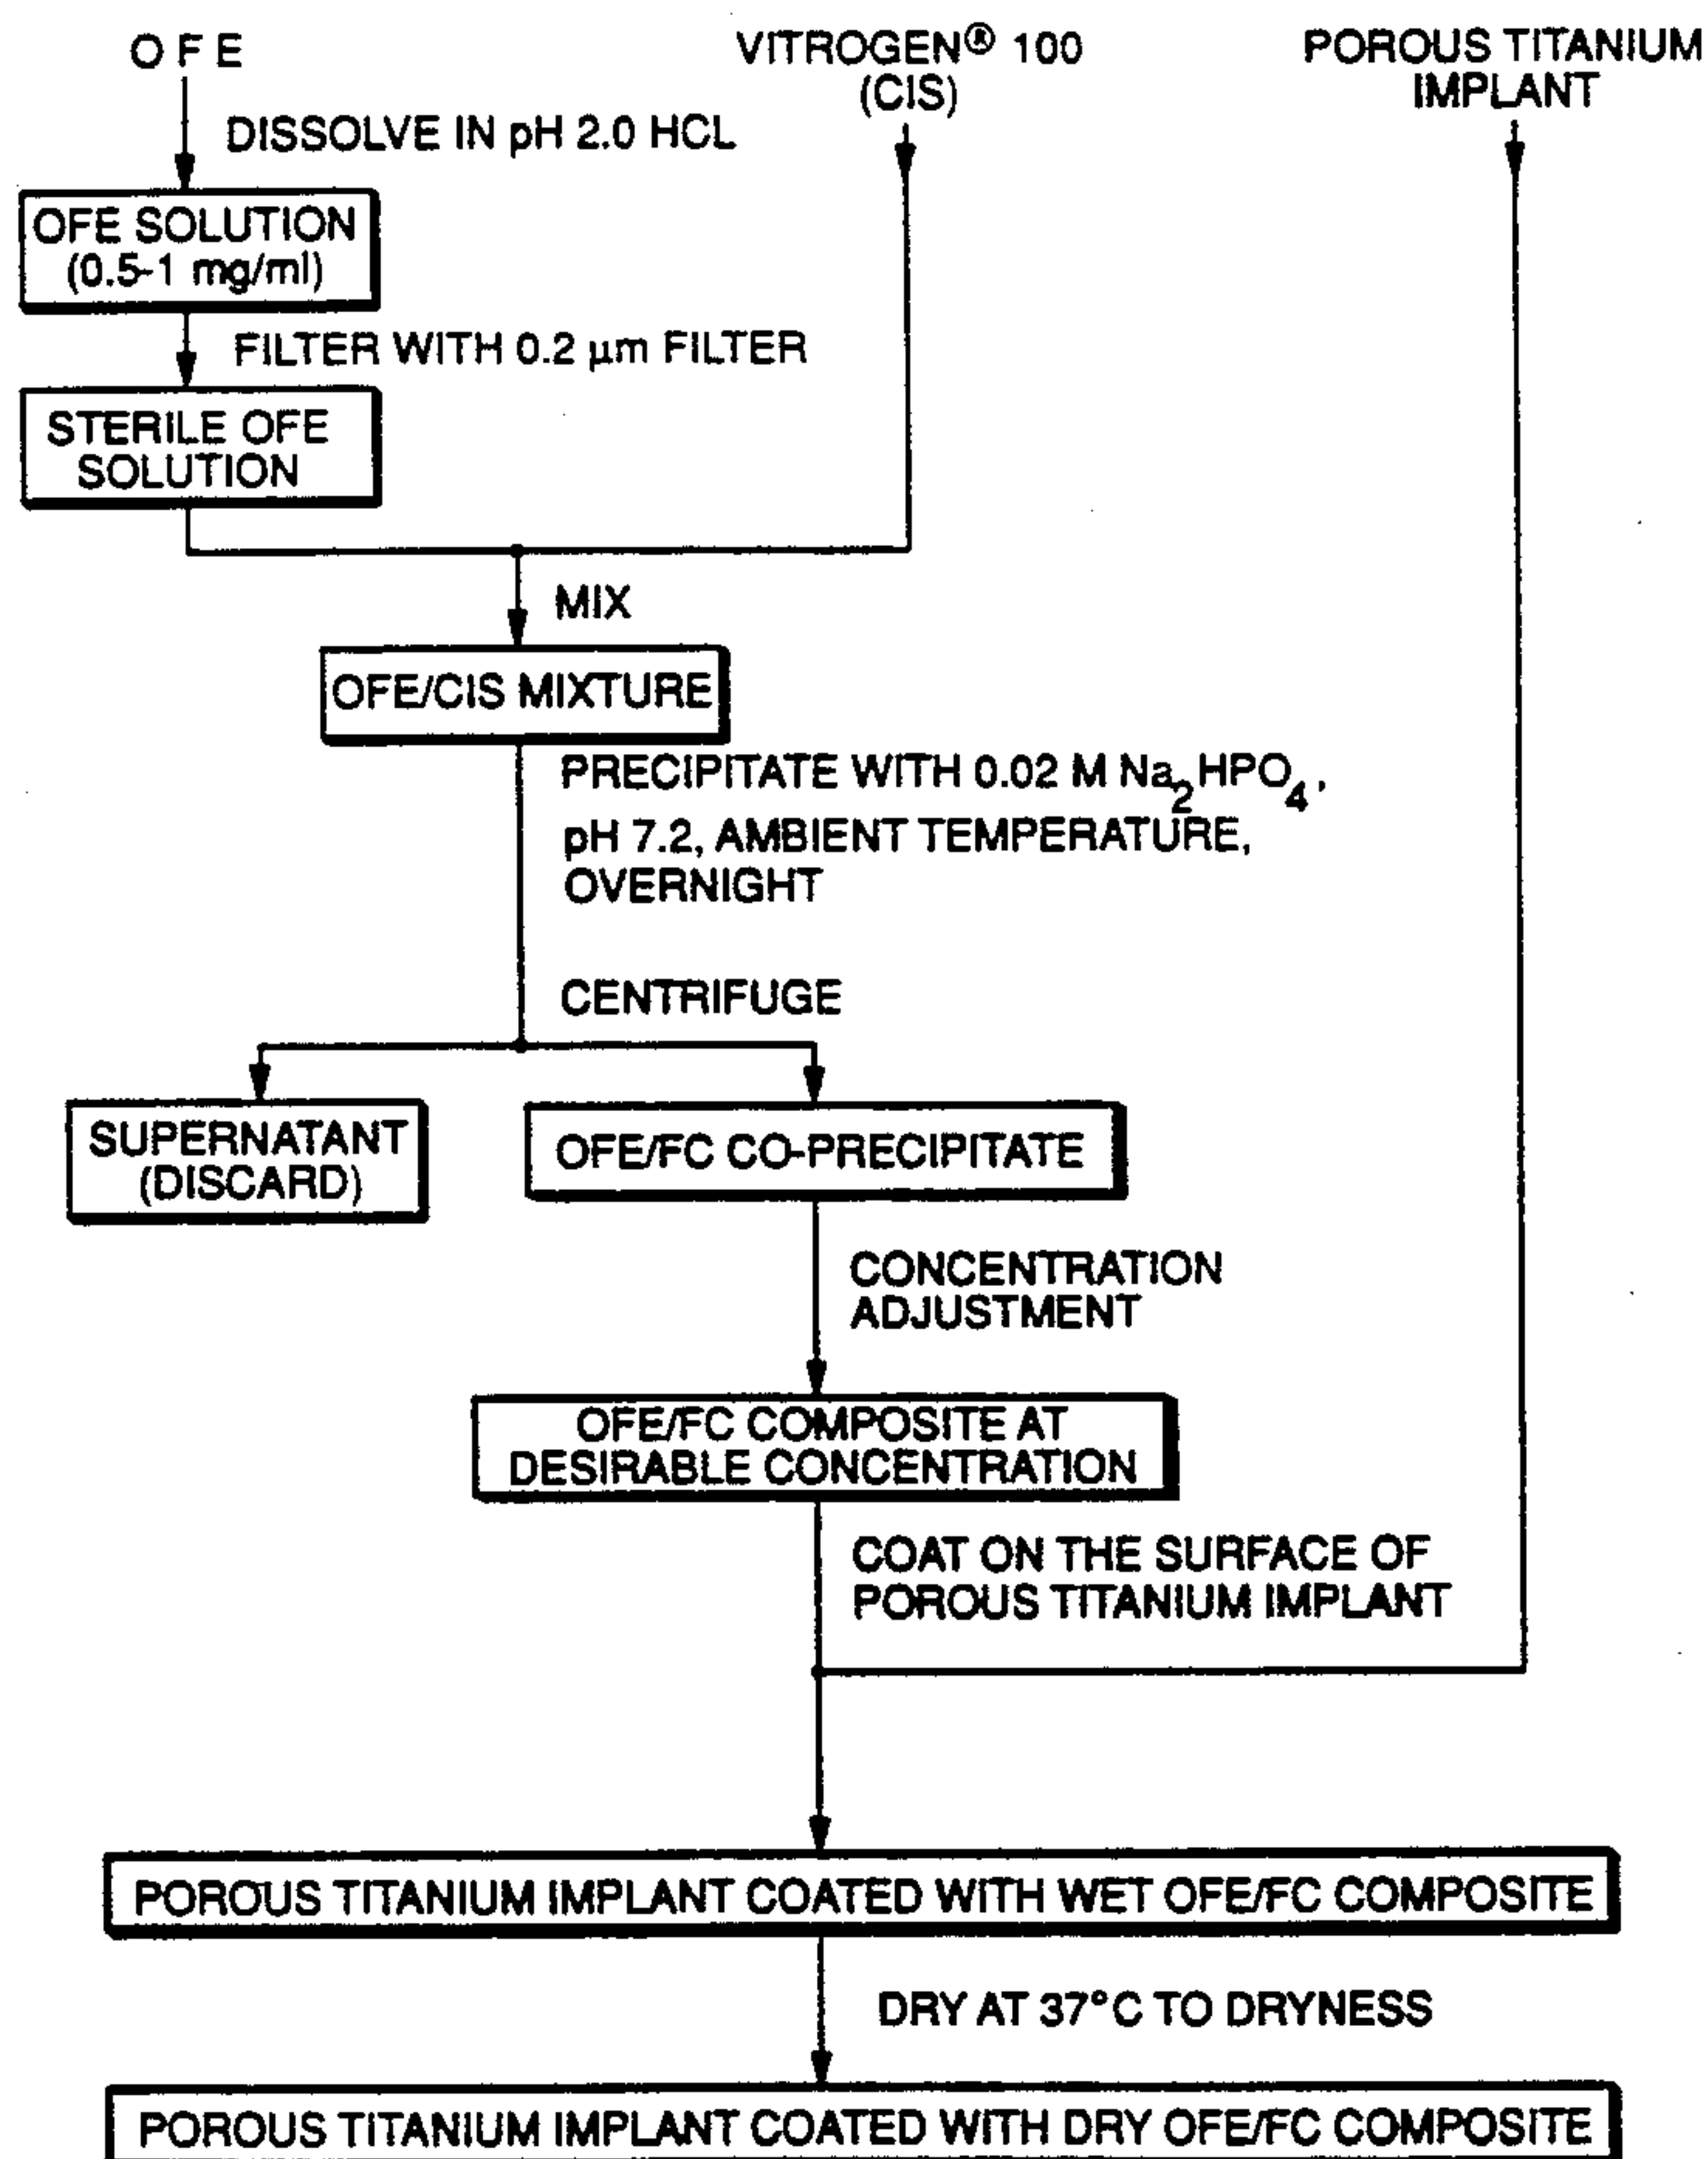 OFE
VITROGEN® 100
(CIS)
POROUS TITANIUM
IMPLANT
DISSOLVE IN pH 2.0 HCL
OFE SOLUTION
(0.5-1 mg/ml)
FILTER WITH 0.2 μm FILTER
STERILE OFE
SOLUTION
MIX
OFE/CIS MIXTURE
PRECIPITATE WITH 0.02 M Na₂HPO₄,
pH 7.2, AMBIENT TEMPERATURE,
OVERNIGHT
CENTRIFUGE
SUPERNATANT
(DISCARD)
OFE/FC CO-PRECIPITATE
CONCENTRATION
ADJUSTMENT
OFE/FC COMPOSITE AT
DESIRABLE CONCENTRATION
COAT ON THE SURFACE OF
POROUS TITANIUM IMPLANT
POROUS TITANIUM IMPLANT COATED WITH WET OFE/FC COMPOSITE
DRY AT 37°C TO DRYNESS
POROUS TITANIUM IMPLANT COATED WITH DRY OFE/FC COMPOSITE